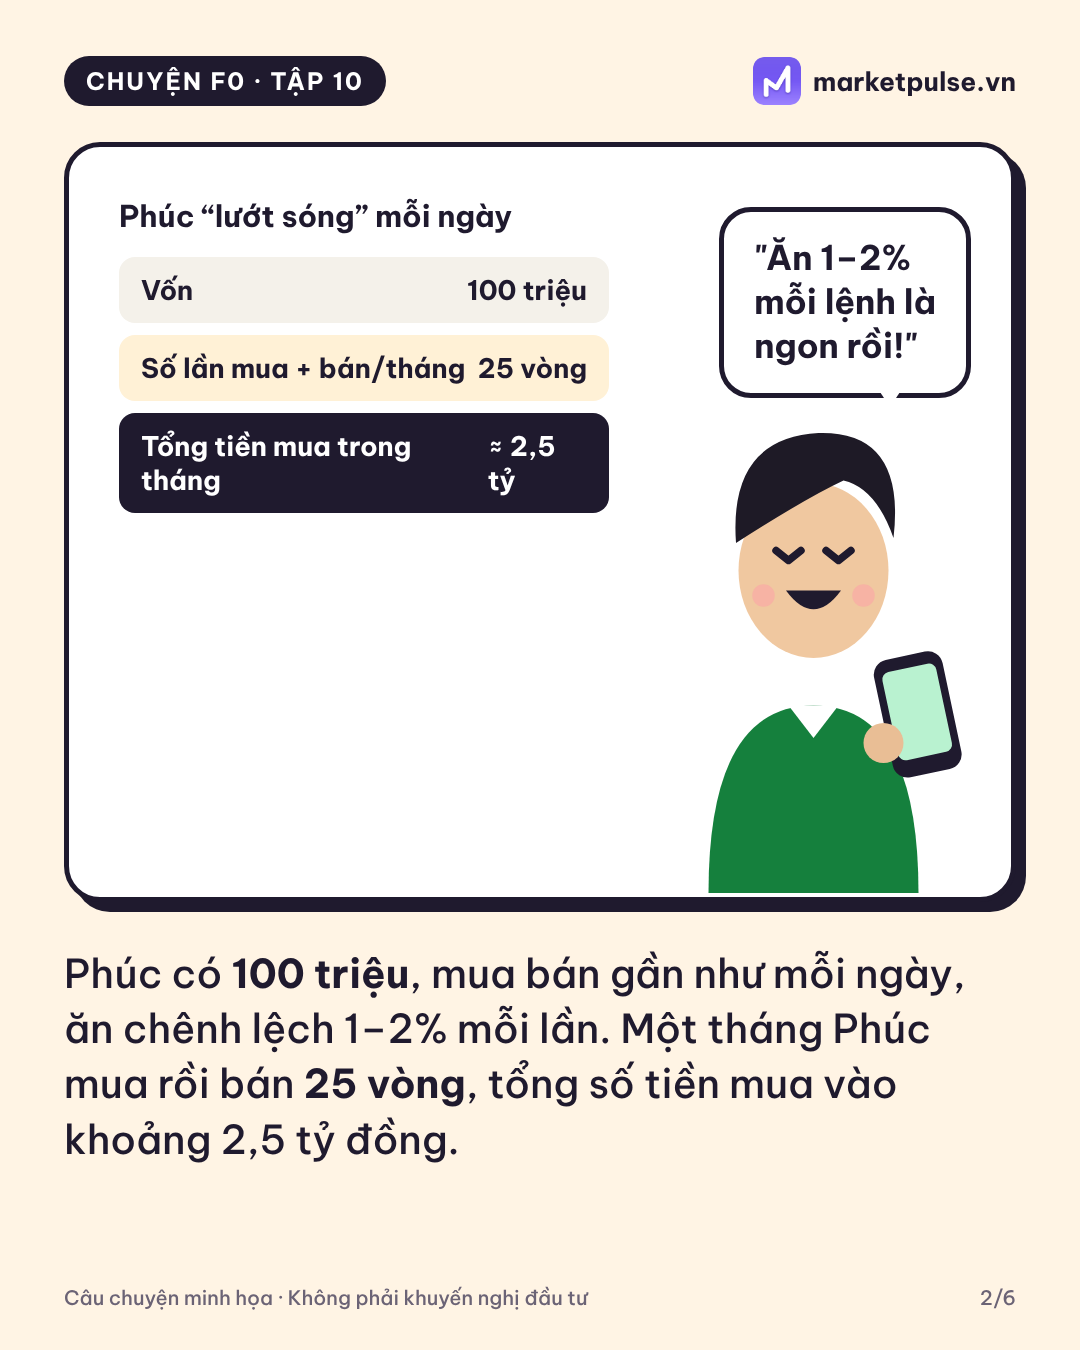 CHUYỆN F0 · TẬP 10
marketpulse.vn
Phúc “lướt sóng” mỗi ngày
Vốn 100 triệu
Số lần mua + bán/tháng 25 vòng
Tổng tiền mua trong tháng ≈ 2,5 tỷ
"Ăn 1–2%
mỗi lệnh là
ngon rồi!"
Phúc có 100 triệu, mua bán gần như mỗi ngày,
ăn chênh lệch 1–2% mỗi lần. Một tháng Phúc
mua rồi bán 25 vòng, tổng số tiền mua vào
khoảng 2,5 tỷ đồng.
Câu chuyện minh họa · Không phải khuyến nghị đầu tư
2/6